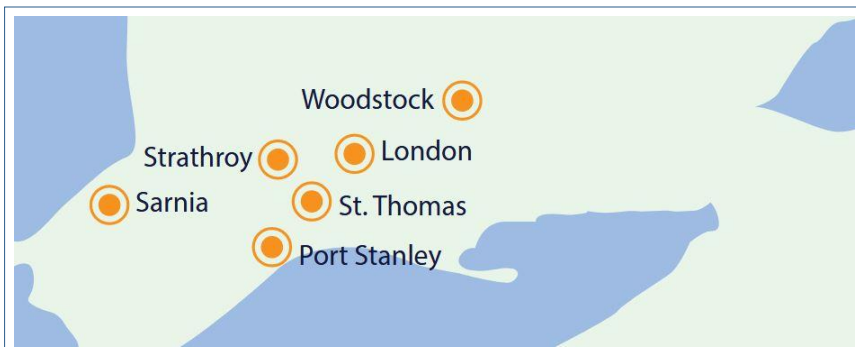 Woodstock
Strathroy
London
Sarnia
St. Thomas
Port Stanley